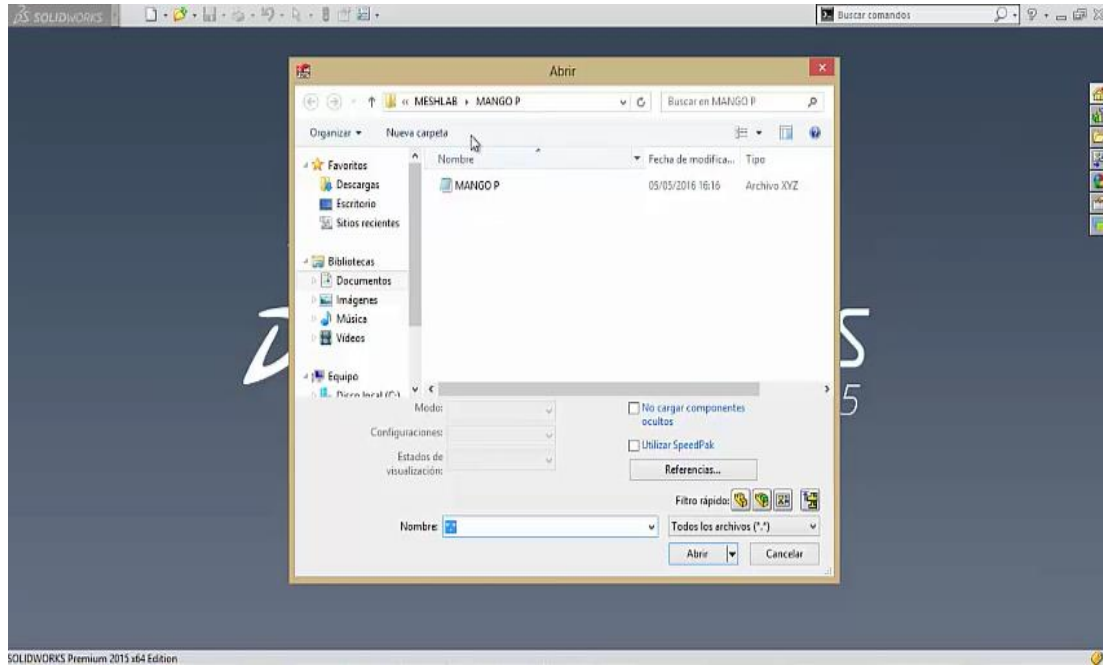 SOLIDWORKS
Buscar comandos
Abrir
« MESHLAB MANGO P
Buscar en MANGO P
Organizar Nueva carpeta
Nombre Fecha de modifica... Tipo
MANGO P 05/05/2016 16:16 Archivo XYZ
Favoritos
Descargas
Escritorio
Sitios recientes
Bibliotecas
Documentos
Imágenes
Música
Vídeos
Equipo
Disco local (C:)
Modo:
Configuraciones:
Estados de
visualización:
No cargar componentes
ocultos
Utilizar SpeedPak
Referencias...
Filtro rápido:
Nombre: Todos los archivos (*.*)
Abrir Cancelar
S
5
SOLIDWORKS Premium 2015 x64 Edition